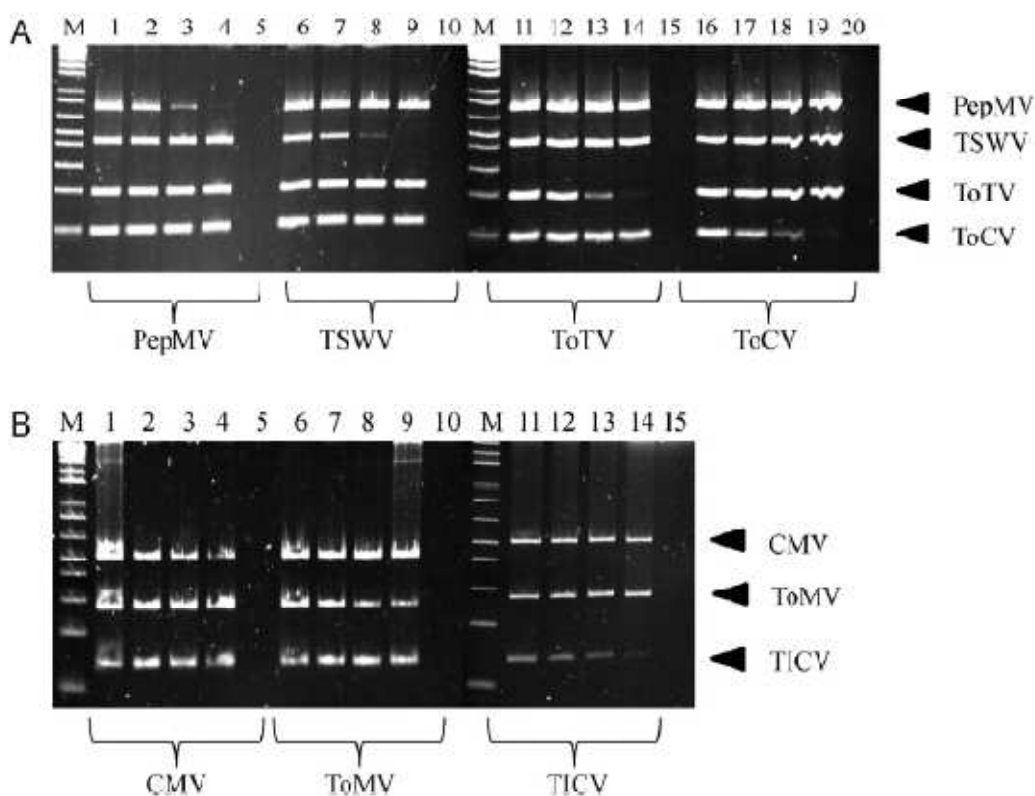 A
M 1 2 3 4 5 6 7 8 9 10 M 11 12 13 14 15 16 17 18 19 20
PepMV
TSWV
ToTV
ToCV
PepMV TSWV ToTV ToCV
B
M 1 2 3 4 5 6 7 8 9 10 M 11 12 13 14 15
CMV
ToMV
TICV
CMV ToMV TICV